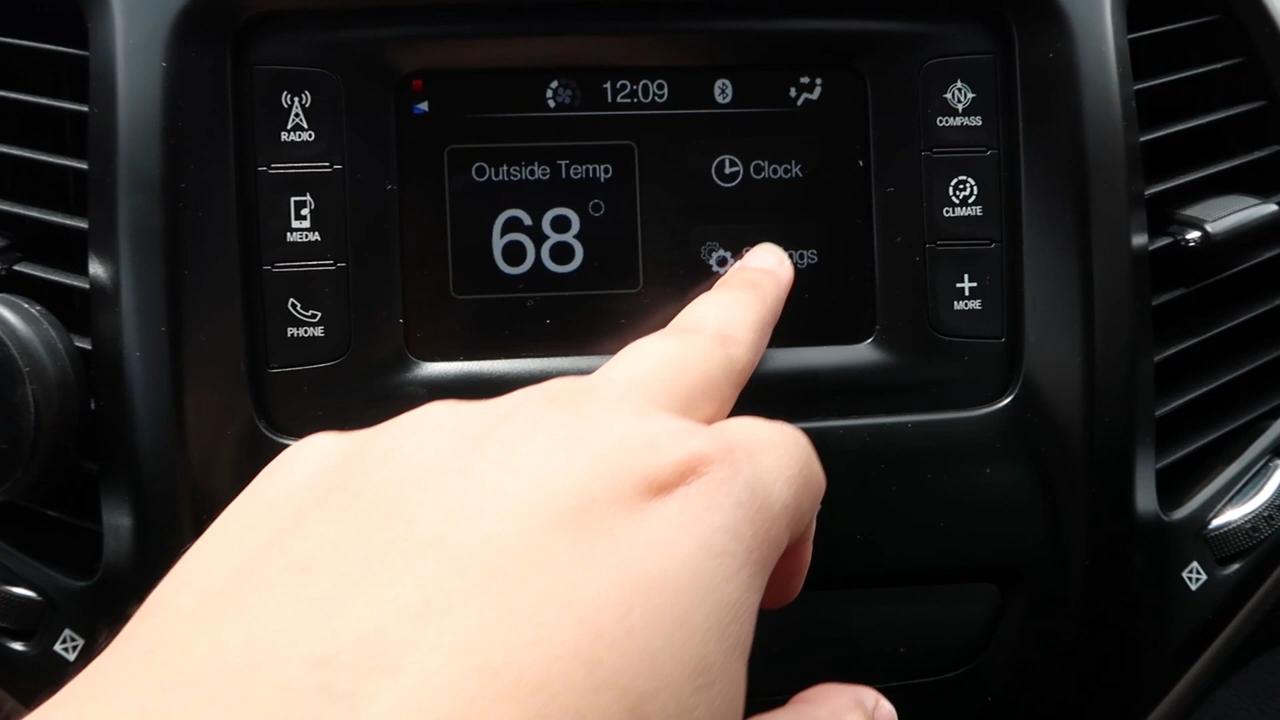 12:09
RADIO
MEDIA
PHONE
Outside Temp
68°
Clock
N
COMPASS
CLIMATE
MORE